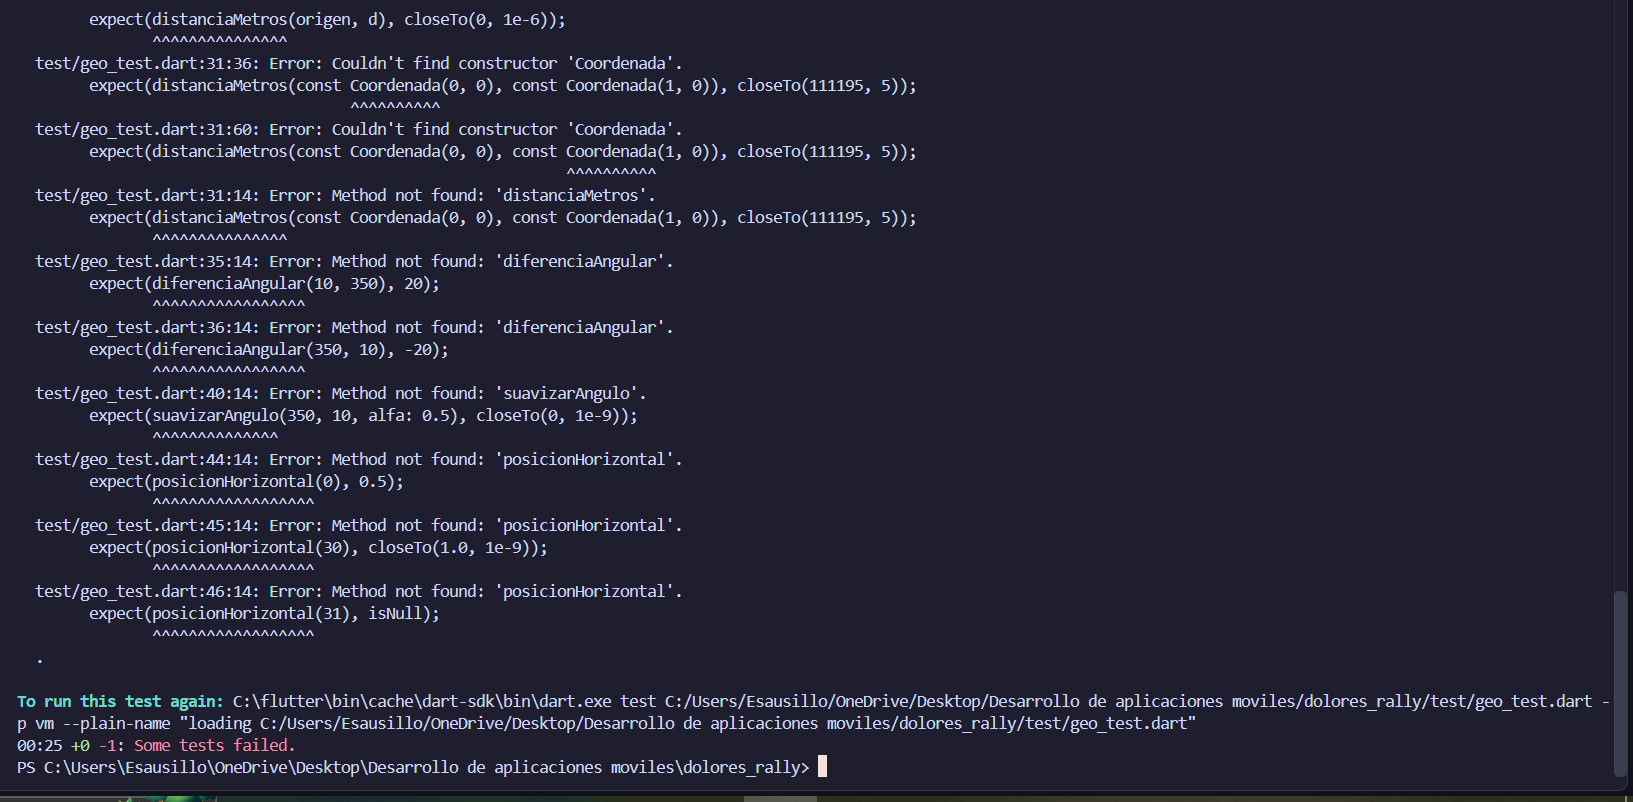 expect(distanciaMetros(origen, d), closeTo(0, 1e-6));
^^^^^^^^^^^^^^^
test/geo_test.dart:31:36: Error: Couldn't find constructor 'Coordenada'.
expect(distanciaMetros(const Coordenada(0, 0), const Coordenada(1, 0)), closeTo(111195, 5));
^^^^^^^^^^
test/geo_test.dart:31:60: Error: Couldn't find constructor 'Coordenada'.
expect(distanciaMetros(const Coordenada(0, 0), const Coordenada(1, 0)), closeTo(111195, 5));
^^^^^^^^^^
test/geo_test.dart:31:14: Error: Method not found: 'distanciaMetros'.
expect(distanciaMetros(const Coordenada(0, 0), const Coordenada(1, 0)), closeTo(111195, 5));
^^^^^^^^^^^^^^^
test/geo_test.dart:35:14: Error: Method not found: 'diferenciaAngular'.
expect(diferenciaAngular(10, 350), 20);
^^^^^^^^^^^^^^^^^
test/geo_test.dart:36:14: Error: Method not found: 'diferenciaAngular'.
expect(diferenciaAngular(350, 10), -20);
^^^^^^^^^^^^^^^^^
test/geo_test.dart:40:14: Error: Method not found: 'suavizarAngulo'.
expect(suavizarAngulo(350, 10, alfa: 0.5), closeTo(0, 1e-9));
^^^^^^^^^^^^^^
test/geo_test.dart:44:14: Error: Method not found: 'posicionHorizontal'.
expect(posicionHorizontal(0), 0.5);
^^^^^^^^^^^^^^^^^^
test/geo_test.dart:45:14: Error: Method not found: 'posicionHorizontal'.
expect(posicionHorizontal(30), closeTo(1.0, 1e-9));
^^^^^^^^^^^^^^^^^^
test/geo_test.dart:46:14: Error: Method not found: 'posicionHorizontal'.
expect(posicionHorizontal(31), isNull);
^^^^^^^^^^^^^^^^^^
.
To run this test again: C:\flutter\bin\cache\dart-sdk\bin\dart.exe test C:/Users/Esausillo/OneDrive/Desktop/Desarrollo de aplicaciones moviles/dolores_rally/test/geo_test.dart -
p vm --plain-name "loading C:/Users/Esausillo/OneDrive/Desktop/Desarrollo de aplicaciones moviles/dolores_rally/test/geo_test.dart"
00:25 +0 -1: Some tests failed.
PS C:\Users\Esausillo\OneDrive\Desktop\Desarrollo de aplicaciones moviles\dolores_rally>